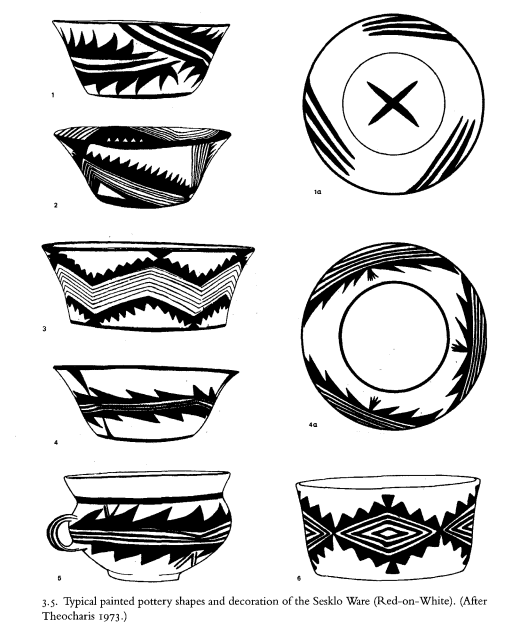 1
1a
2
3
4
4a
5
6
3.5. Typical painted pottery shapes and decoration of the Sesklo Ware (Red-on-White). (After
Theocharis 1973.)